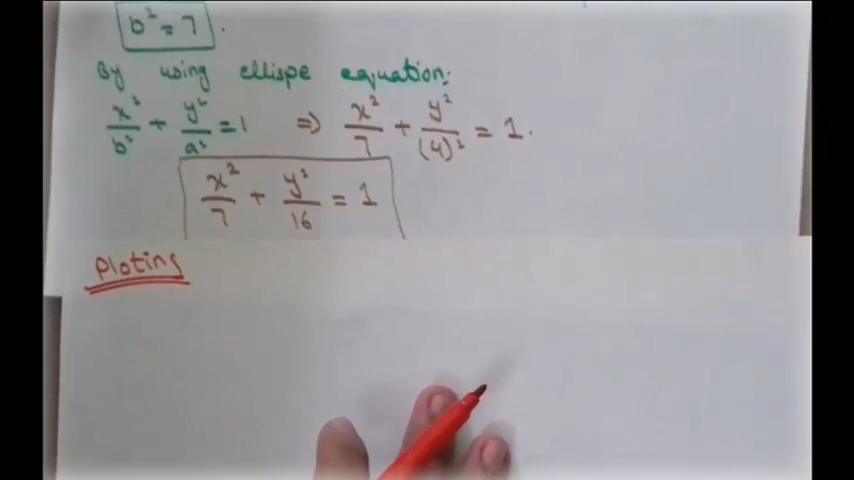 b² = 7.
By using ellispe equation:
x²/b² + y²/a² = 1 ⇒ x²/7 + y²/(4)² = 1.
x²/7 + y²/16 = 1
Ploting